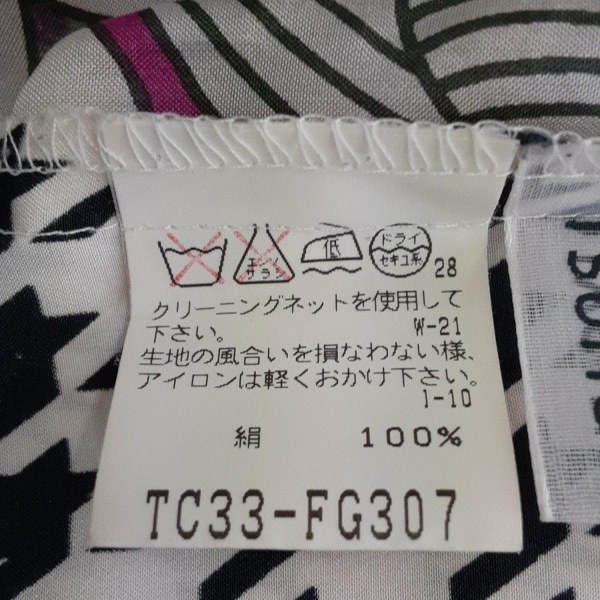 エンソ
サラシ
低
ドライ
セキユ系
28
クリーニングネットを使用して
下さい。
W-21
生地の風合いを損なわない様、
アイロンは軽くおかけ下さい。
I-10
絹 100%
TC33-FG307